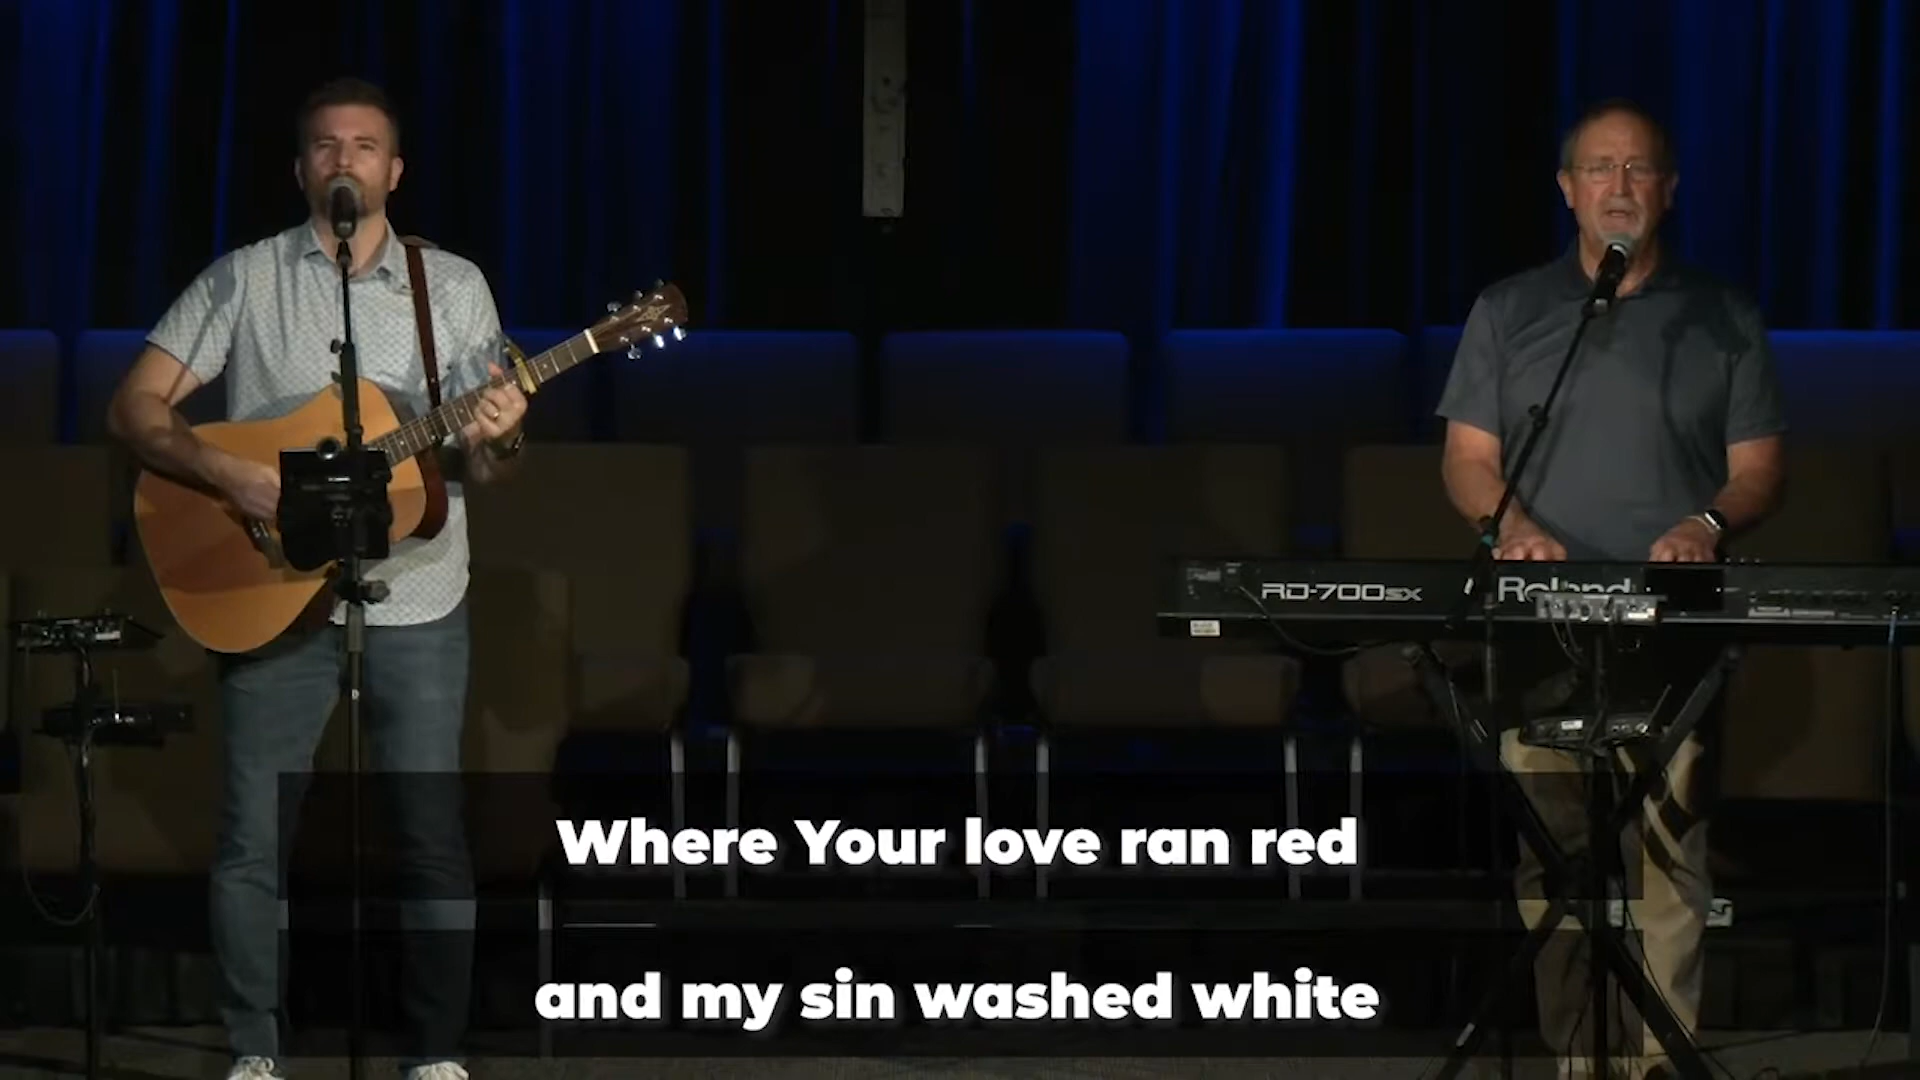 RD-700SX Roland
Where Your love ran red
and my sin washed white